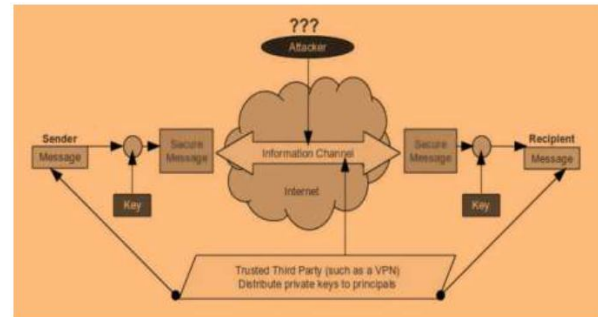 ???
Attacker
Sender
Message
Secure
Message
Information Channel
Secure
Message
Recipient
Message
Key
Internet
Key
Trusted Third Party (such as a VPN)
Distribute private keys to principals